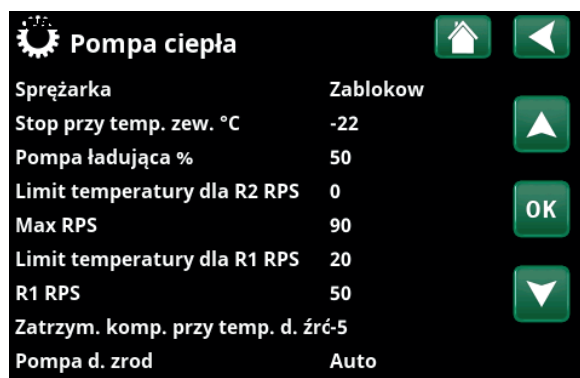 Pompa ciepła
Sprężarka Zablokow
Stop przy temp. zew. °C -22
Pompa ładująca % 50
Limit temperatury dla R2 RPS 0
Max RPS 90
Limit temperatury dla R1 RPS 20
R1 RPS 50
Zatrzym. komp. przy temp. d. źrć-5
Pompa d. zrod Auto
OK